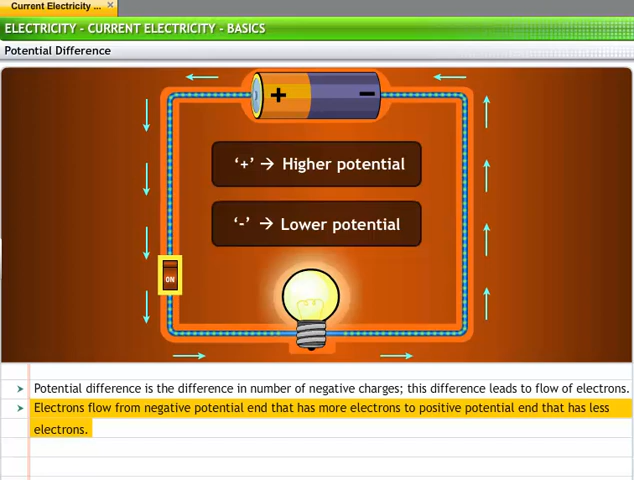 Current Electricity ...
ELECTRICITY - CURRENT ELECTRICITY - BASICS
Potential Difference
+ -
‘+’ → Higher potential
‘-’ → Lower potential
ON
Potential difference is the difference in number of negative charges; this difference leads to flow of electrons.
Electrons flow from negative potential end that has more electrons to positive potential end that has less
electrons.